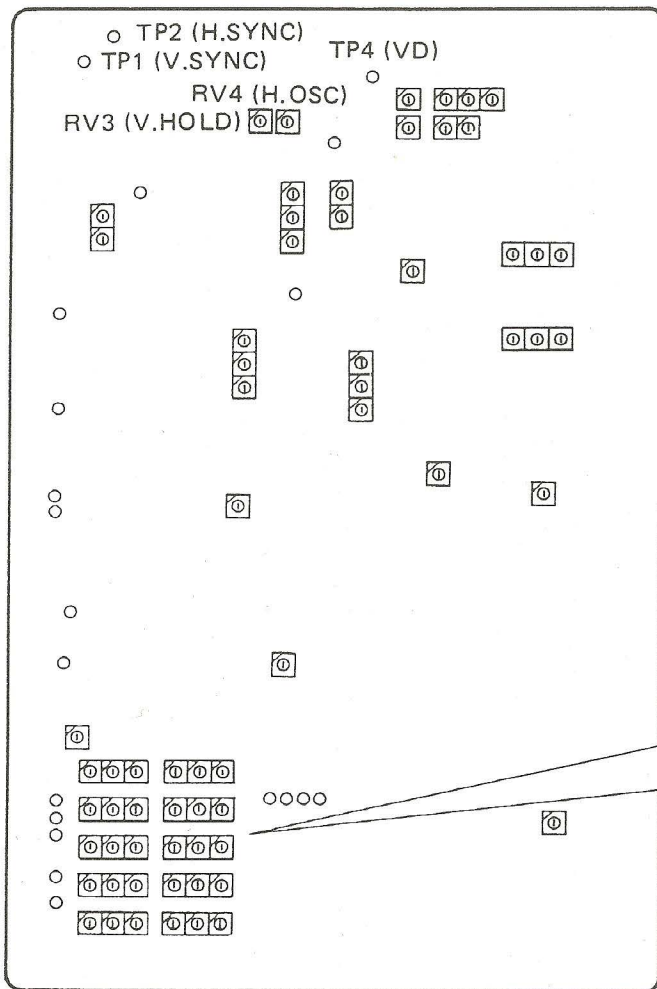 TP2 (H.SYNC)
TP1 (V.SYNC)
TP4 (VD)
RV4 (H.OSC)
RV3 (V.HOLD)